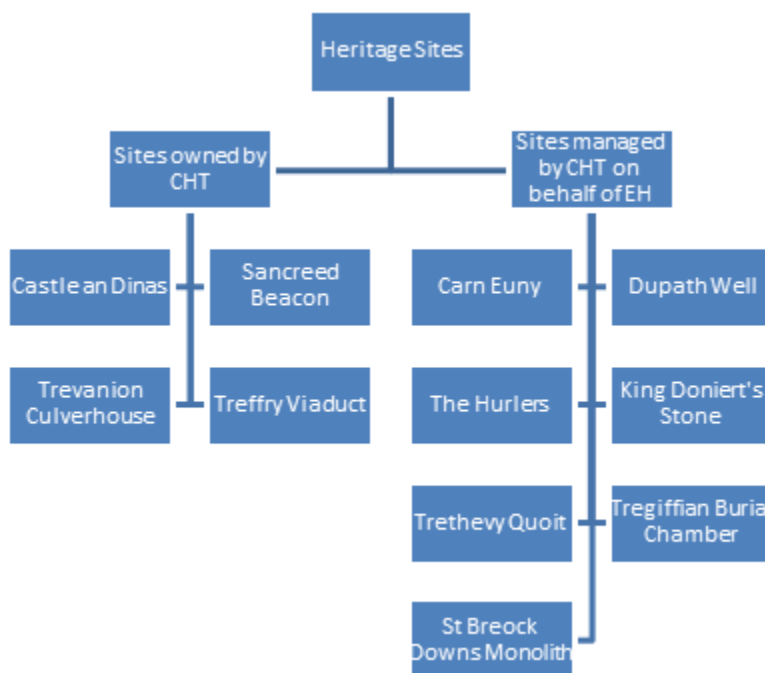 Heritage Sites
Sites owned by
CHT
Sites managed
by CHT on
behalf of EH
Castle an Dinas
Sancreed
Beacon
Trevanion
Culverhouse
Treffry Viaduct
Carn Euny
Dupath Well
The Hurlers
King Doniert's
Stone
Trethevy Quoit
Tregiffian Burial
Chamber
St Breock
Downs Monolith